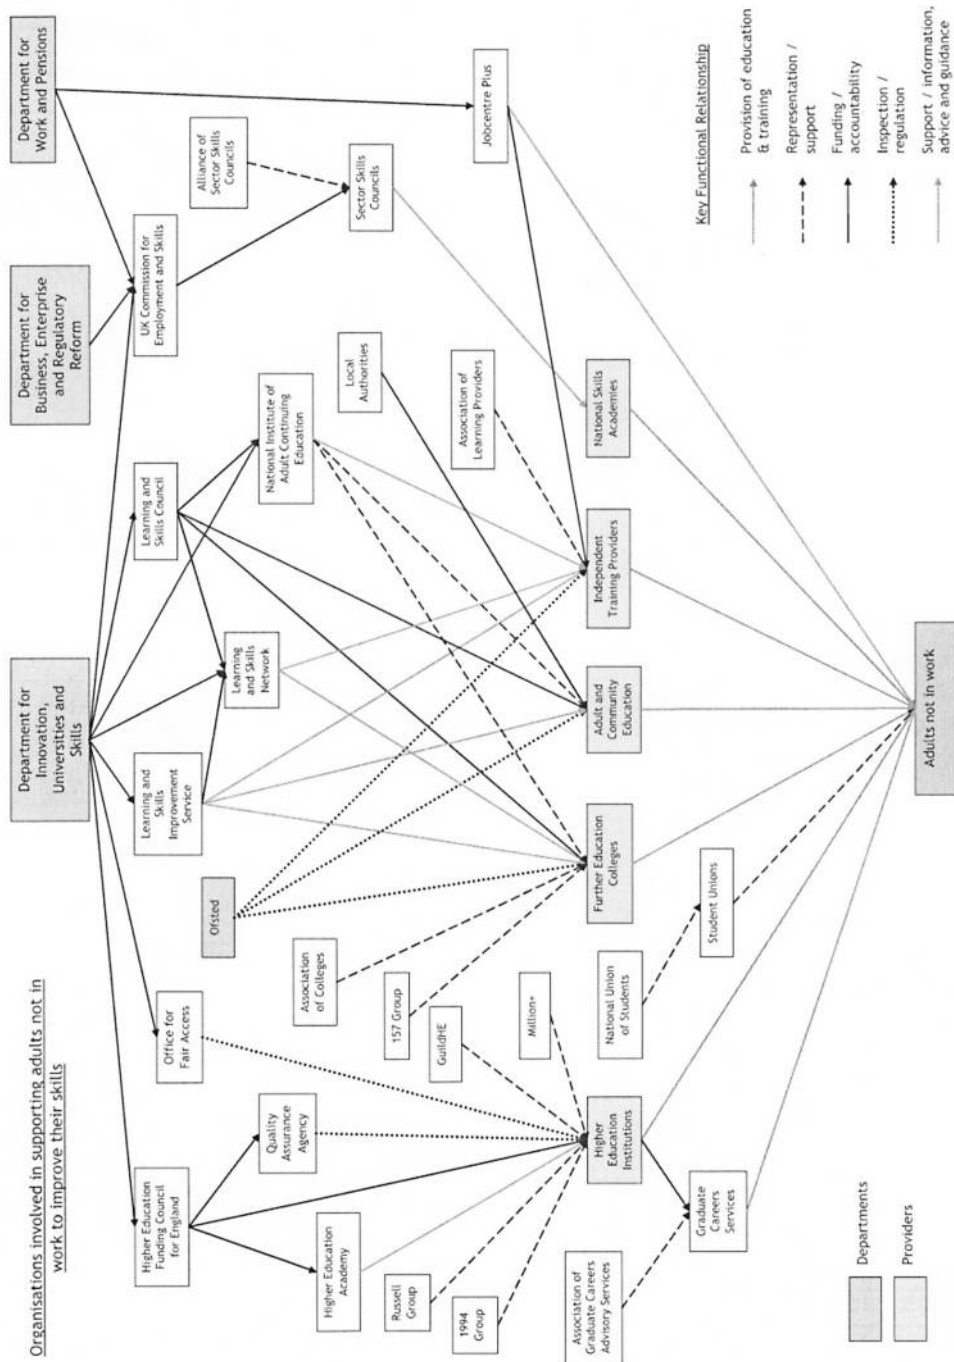 Organisations involved in supporting adults not in
work to improve their skills
Department for
Innovation,
Universities and
Skills
Department for
Business, Enterprise
and Regulatory
Reform
Department for
Work and Pensions
Higher Education
Funding Council
for England
Office for
Fair Access
Learning and
Skills
Improvement
Service
Learning and
Skills Council
UK Commission for
Employment and Skills
Alliance of
Sector Skills
Councils
Quality
Assurance
Agency
Ofsted
Learning
and Skills
Network
National Institute of
Adult Continuing
Education
Higher Education
Academy
Association
of Colleges
Local
Authorities
Sector Skills
Councils
Russell
Group
157 Group
1994
Group
GuildHE
Million+
Association of
Learning Providers
Jobcentre Plus
Higher
Education
Institutions
Further Education
Colleges
Adult and
Community
Education
Independent
Training Providers
National Skills
Academies
Association of
Graduate Careers
Advisory Services
Graduate
Careers
Services
National Union
of Students
Student Unions
Adults not in work
Key Functional Relationship
Provision of education
& training
Representation /
support
Funding /
accountability
Inspection /
regulation
Support / information,
advice and guidance
Departments
Providers